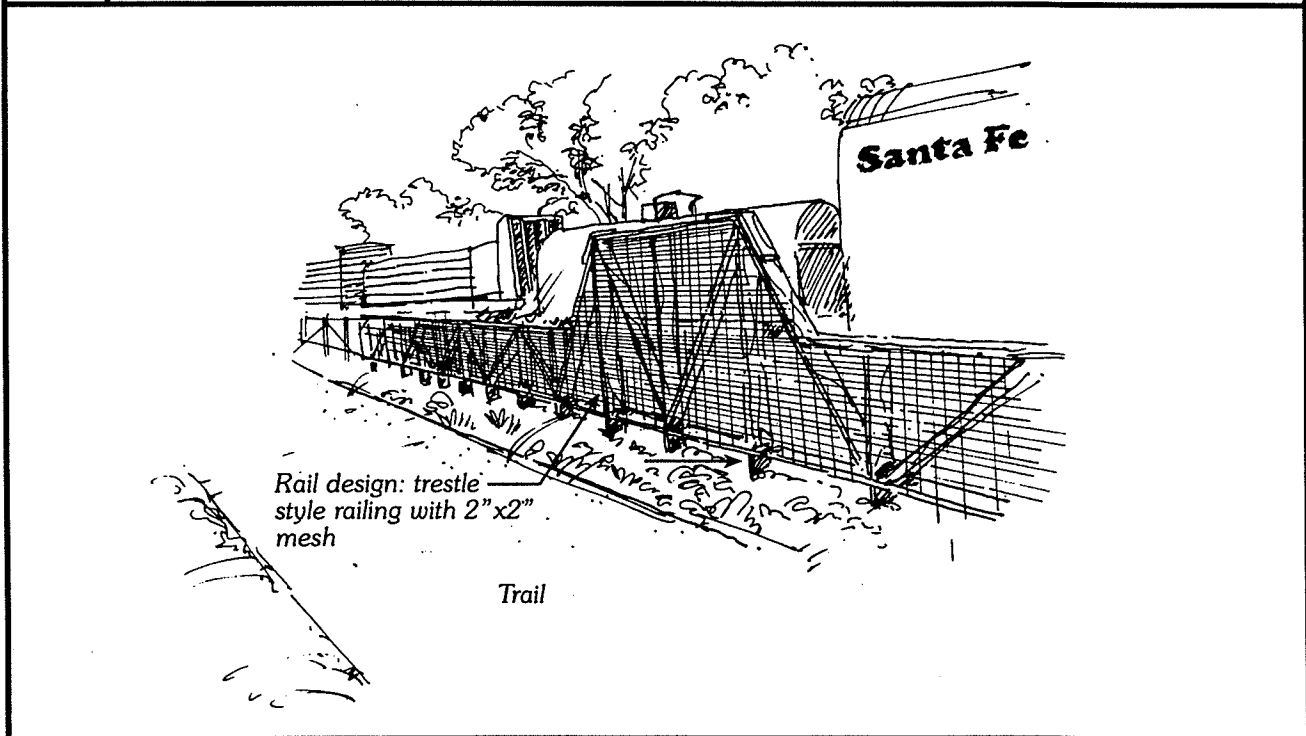 Santa Fe
Rail design: trestle
style railing with 2"x2"
mesh
Trail